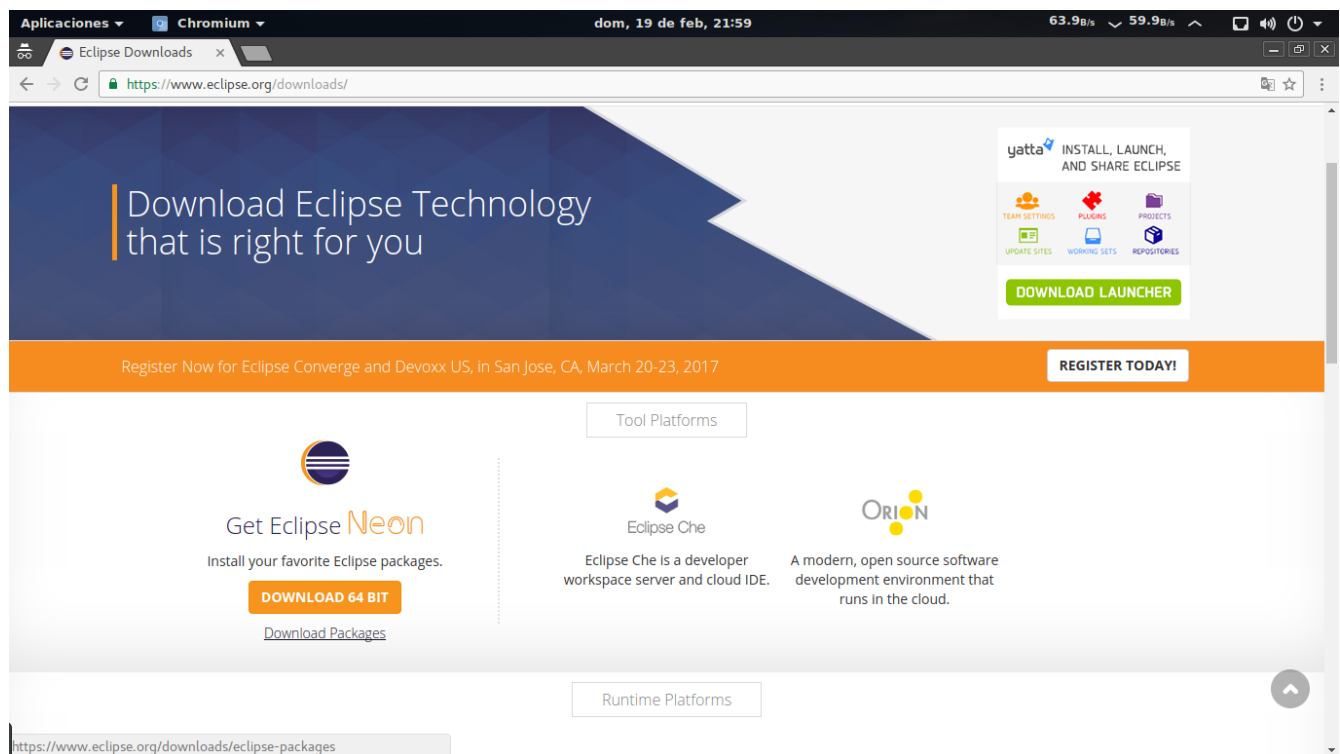 Aplicaciones Chromium dom, 19 de feb, 21:59 63.9B/s 59.9B/s
Eclipse Downloads
https://www.eclipse.org/downloads/
yatta INSTALL, LAUNCH,
AND SHARE ECLIPSE
TEAM SETTINGS PLUGINS PROJECTS
UPDATE SITES WORKING SETS REPOSITORIES
DOWNLOAD LAUNCHER
Download Eclipse Technology
that is right for you
Register Now for Eclipse Converge and Devoxx US, in San Jose, CA, March 20-23, 2017
REGISTER TODAY!
Tool Platforms
Get Eclipse Neon
Install your favorite Eclipse packages.
DOWNLOAD 64 BIT
Download Packages
Eclipse Che
Eclipse Che is a developer
workspace server and cloud IDE.
ORION
A modern, open source software
development environment that
runs in the cloud.
Runtime Platforms
https://www.eclipse.org/downloads/eclipse-packages